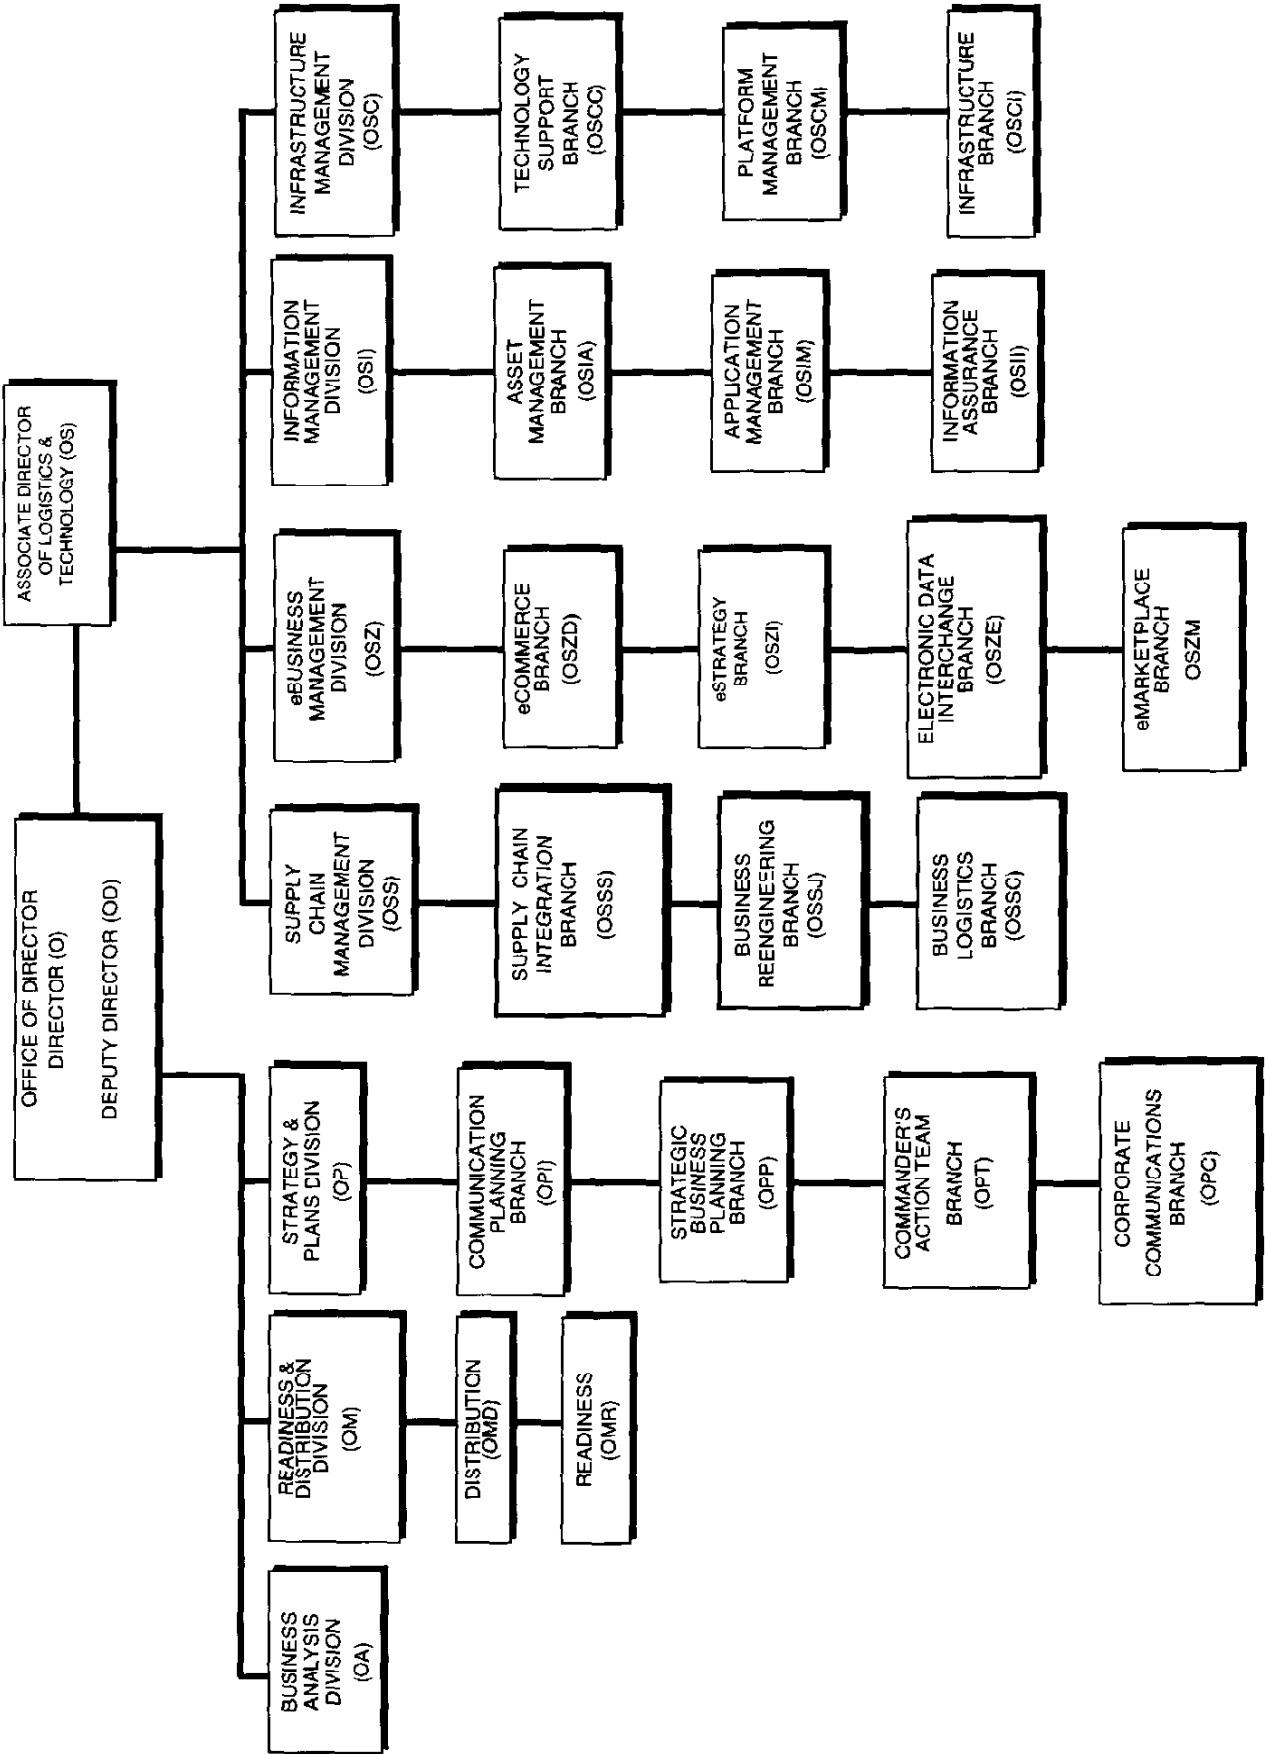 OFFICE OF DIRECTOR
DIRECTOR (O)
DEPUTY DIRECTOR (OD)
ASSOCIATE DIRECTOR
OF LOGISTICS &
TECHNOLOGY (OS)
BUSINESS
ANALYSIS
DIVISION
(OA)
READINESS &
DISTRIBUTION
DIVISION
(OM)
DISTRIBUTION
(OMD)
READINESS
(OMR)
STRATEGY &
PLANS DIVISION
(OP)
COMMUNICATION
PLANNING
BRANCH
(OPI)
STRATEGIC
BUSINESS
PLANNING
BRANCH
(OPP)
COMMANDER'S
ACTION TEAM
BRANCH
(OPT)
CORPORATE
COMMUNICATIONS
BRANCH
(OPC)
SUPPLY
CHAIN
MANAGEMENT
DIVISION
(OSS)
SUPPLY CHAIN
INTEGRATION
BRANCH
(OSSS)
BUSINESS
REENGINEERING
BRANCH
(OSSJ)
BUSINESS
LOGISTICS
BRANCH
(OSSC)
eBUSINESS
MANAGEMENT
DIVISION
(OSZ)
eCOMMERCE
BRANCH
(OSZD)
eSTRATEGY
BRANCH
(OSZI)
ELECTRONIC DATA
INTERCHANGE
BRANCH
(OSZE)
eMARKETPLACE
BRANCH
OSZM
INFORMATION
MANAGEMENT
DIVISION
(OSI)
ASSET
MANAGEMENT
BRANCH
(OSIA)
APPLICATION
MANAGEMENT
BRANCH
(OSIM)
INFORMATION
ASSURANCE
BRANCH
(OSII)
INFRASTRUCTURE
MANAGEMENT
DIVISION
(OSC)
TECHNOLOGY
SUPPORT
BRANCH
(OSCC)
PLATFORM
MANAGEMENT
BRANCH
(OSCM)
INFRASTRUCTURE
BRANCH
(OSCI)